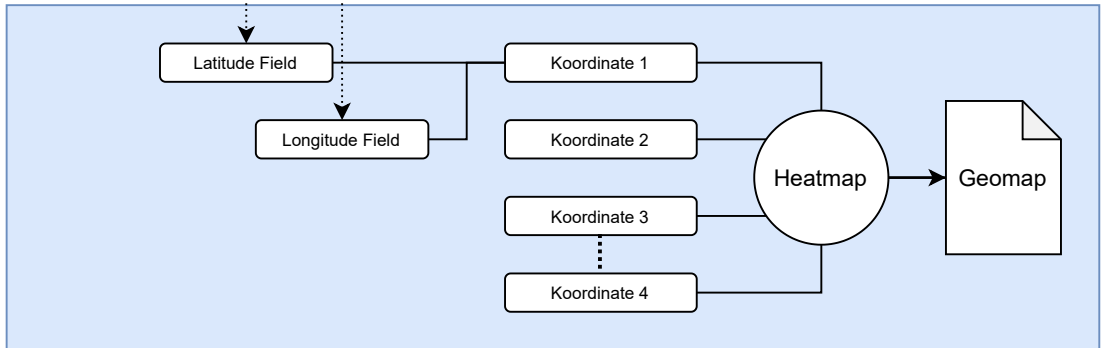 Latitude Field
Koordinate 1
Longitude Field
Koordinate 2
Heatmap
Geomap
Koordinate 3
Koordinate 4